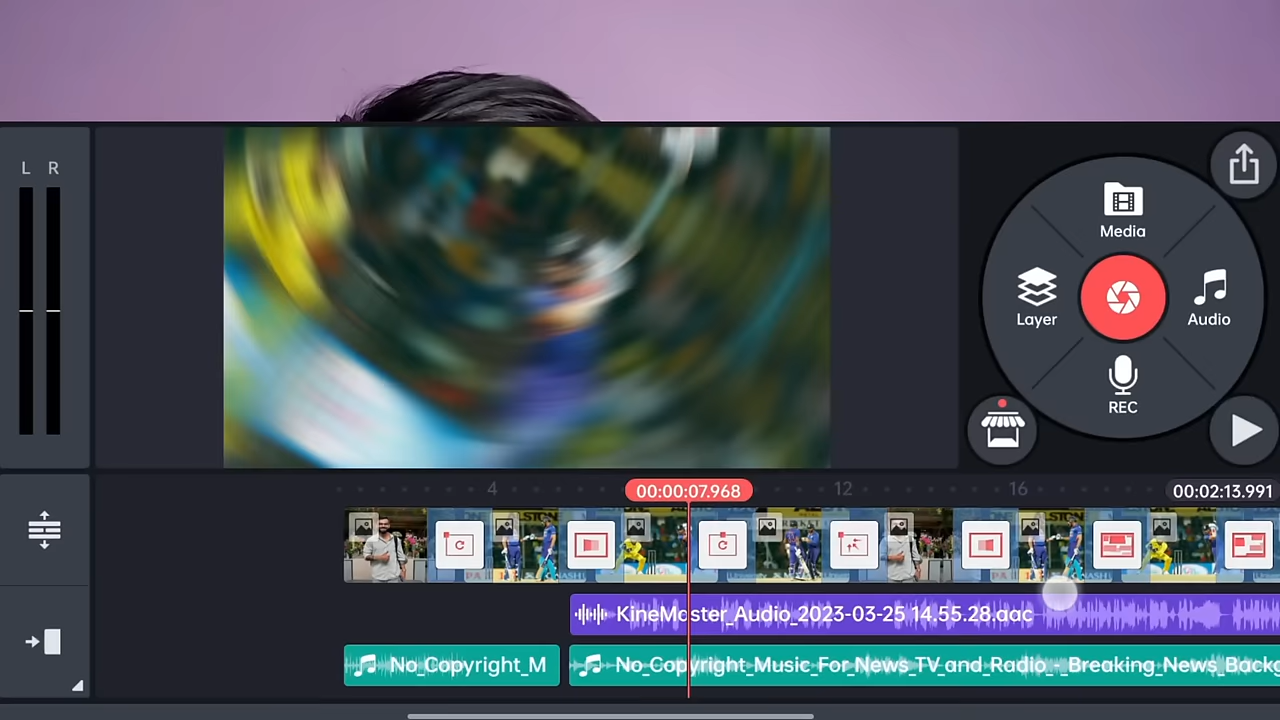 L R
Media
Layer
Audio
REC
4
00:00:07.968
12
16
00:02:13.991
KineMaster_Audio_2023-03-25 14.55.28.aac
No_Copyright_M
No_Copyright_Music_For_News_TV_and_Radio_-_Breaking_News_Backg